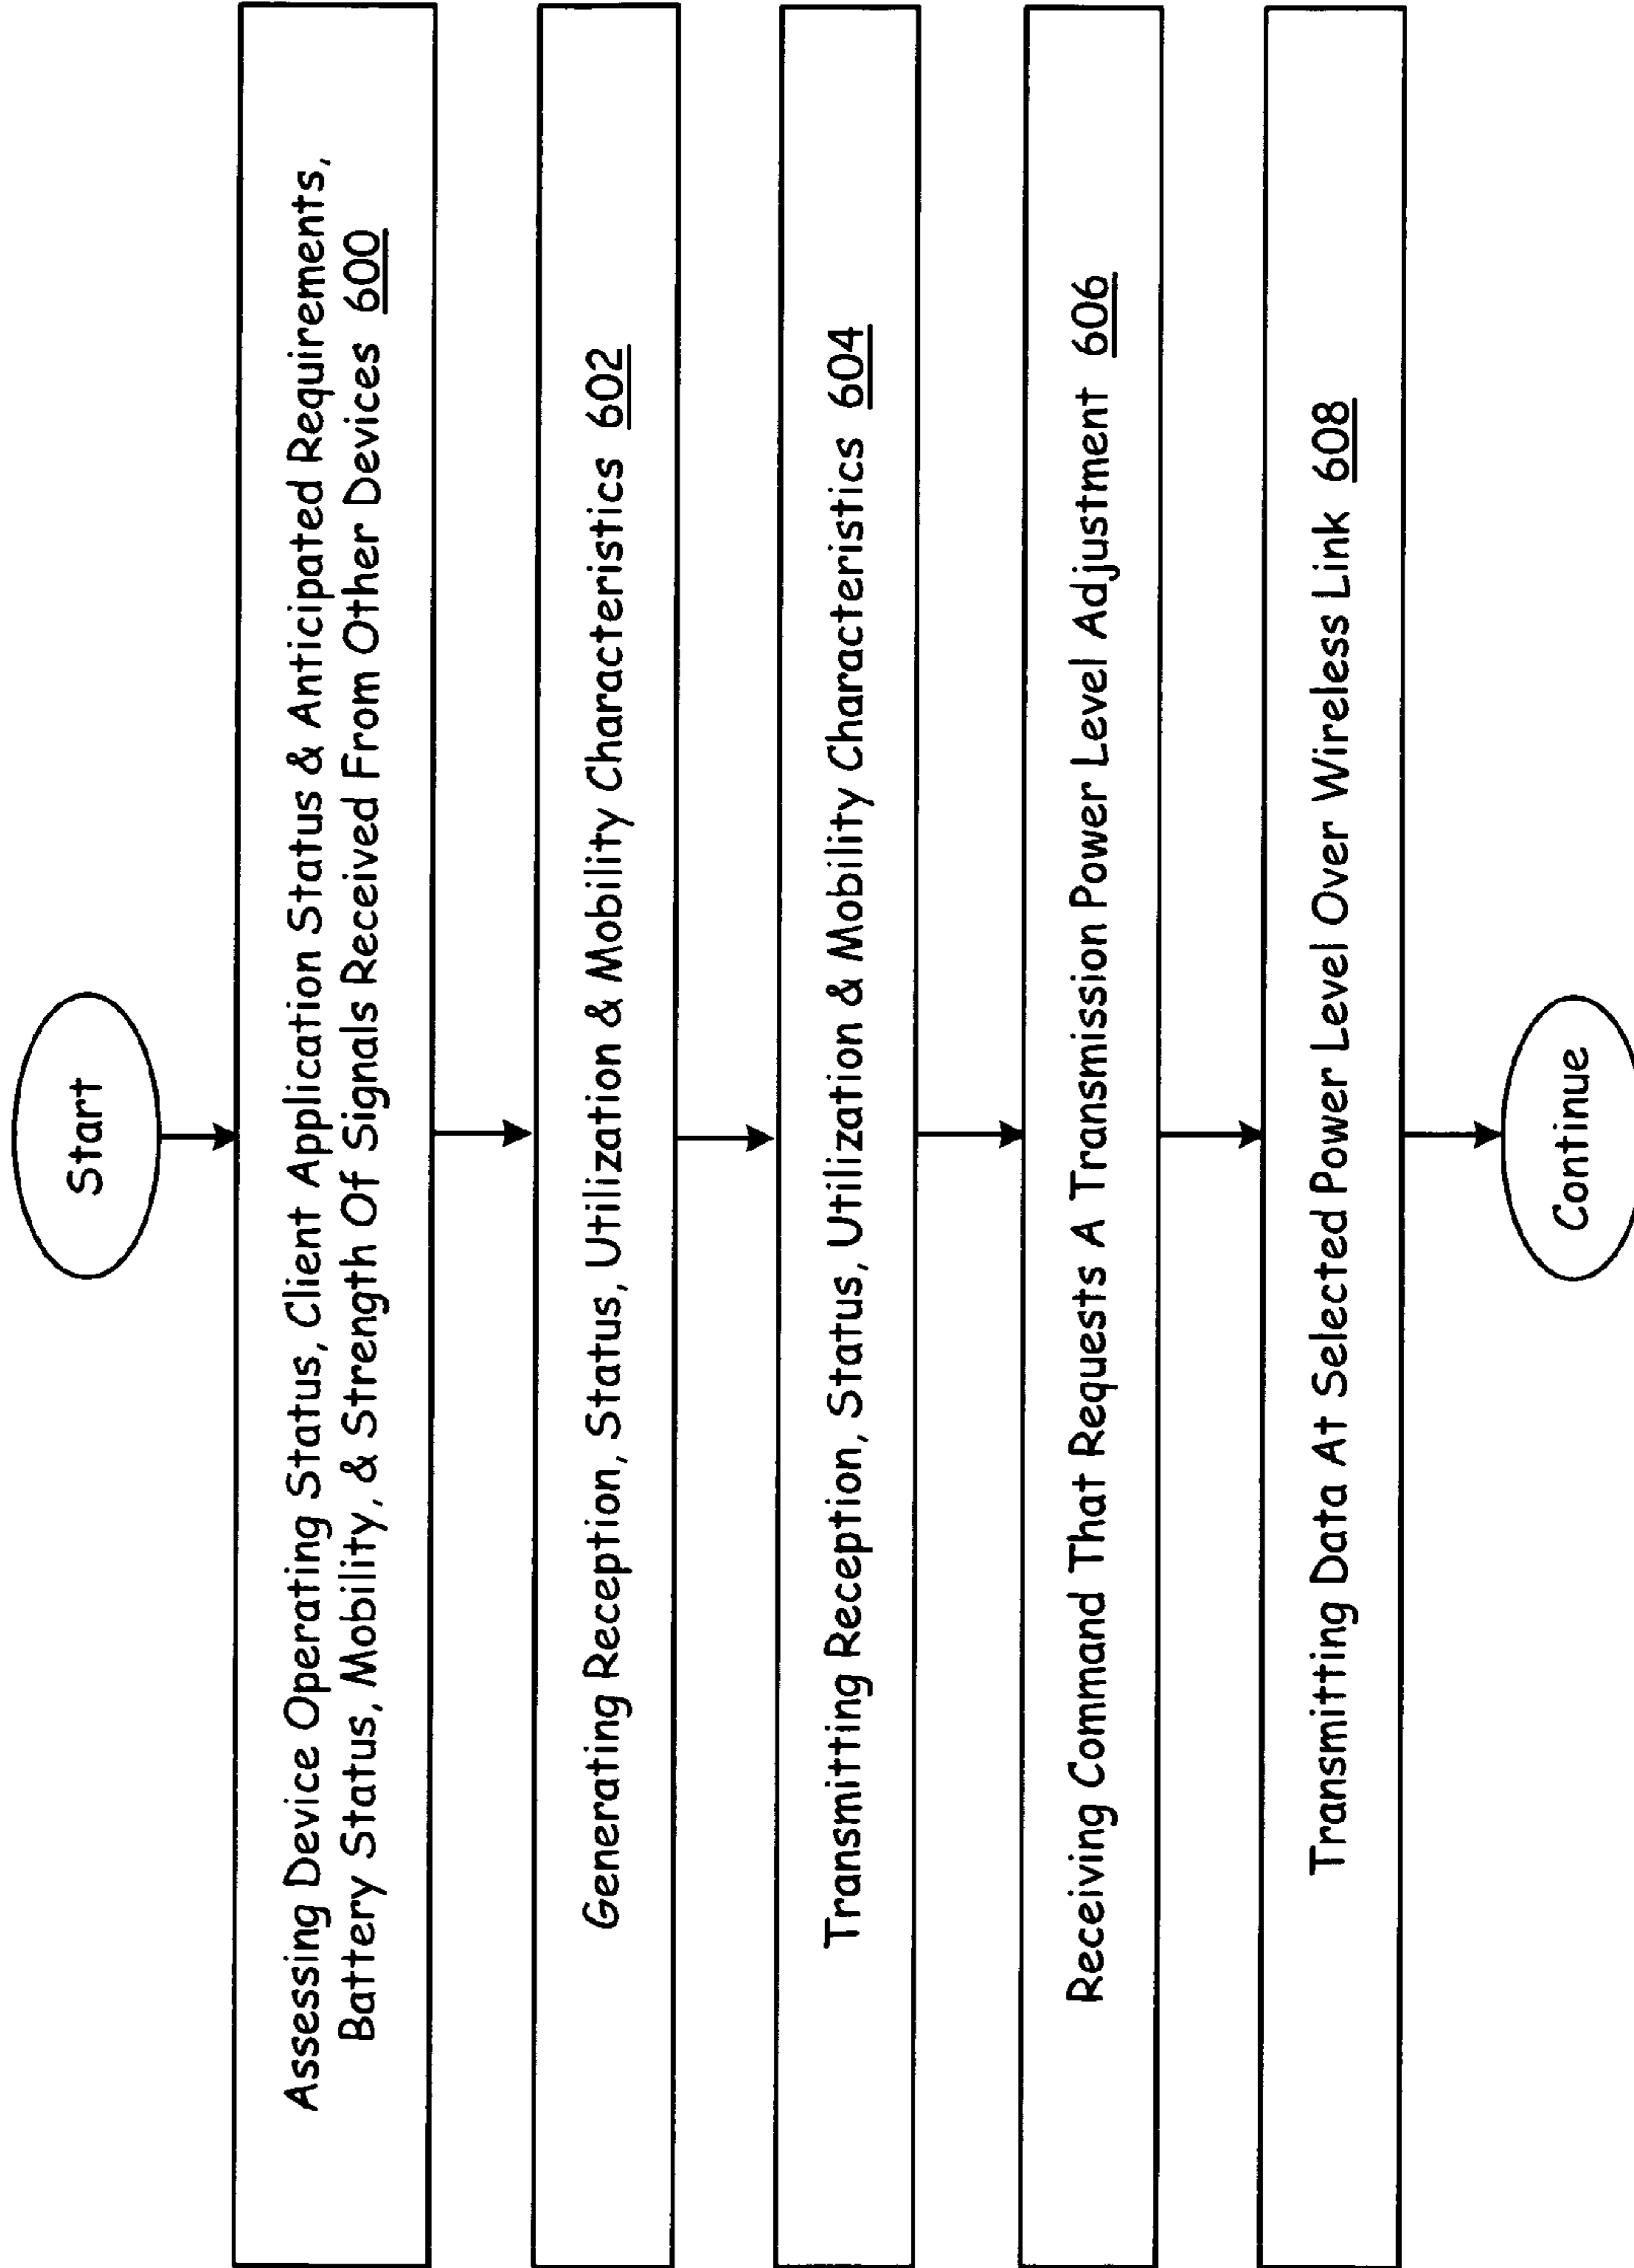 Start
Assessing Device Operating Status, Client Application Status & Anticipated Requirements,
Battery Status, Mobility, & Strength Of Signals Received From Other Devices 600
Generating Reception, Status, Utilization & Mobility Characteristics 602
Transmitting Reception, Status, Utilization & Mobility Characteristics 604
Receiving Command That Requests A Transmission Power Level Adjustment 606
Transmitting Data At Selected Power Level Over Wireless Link 608
Continue